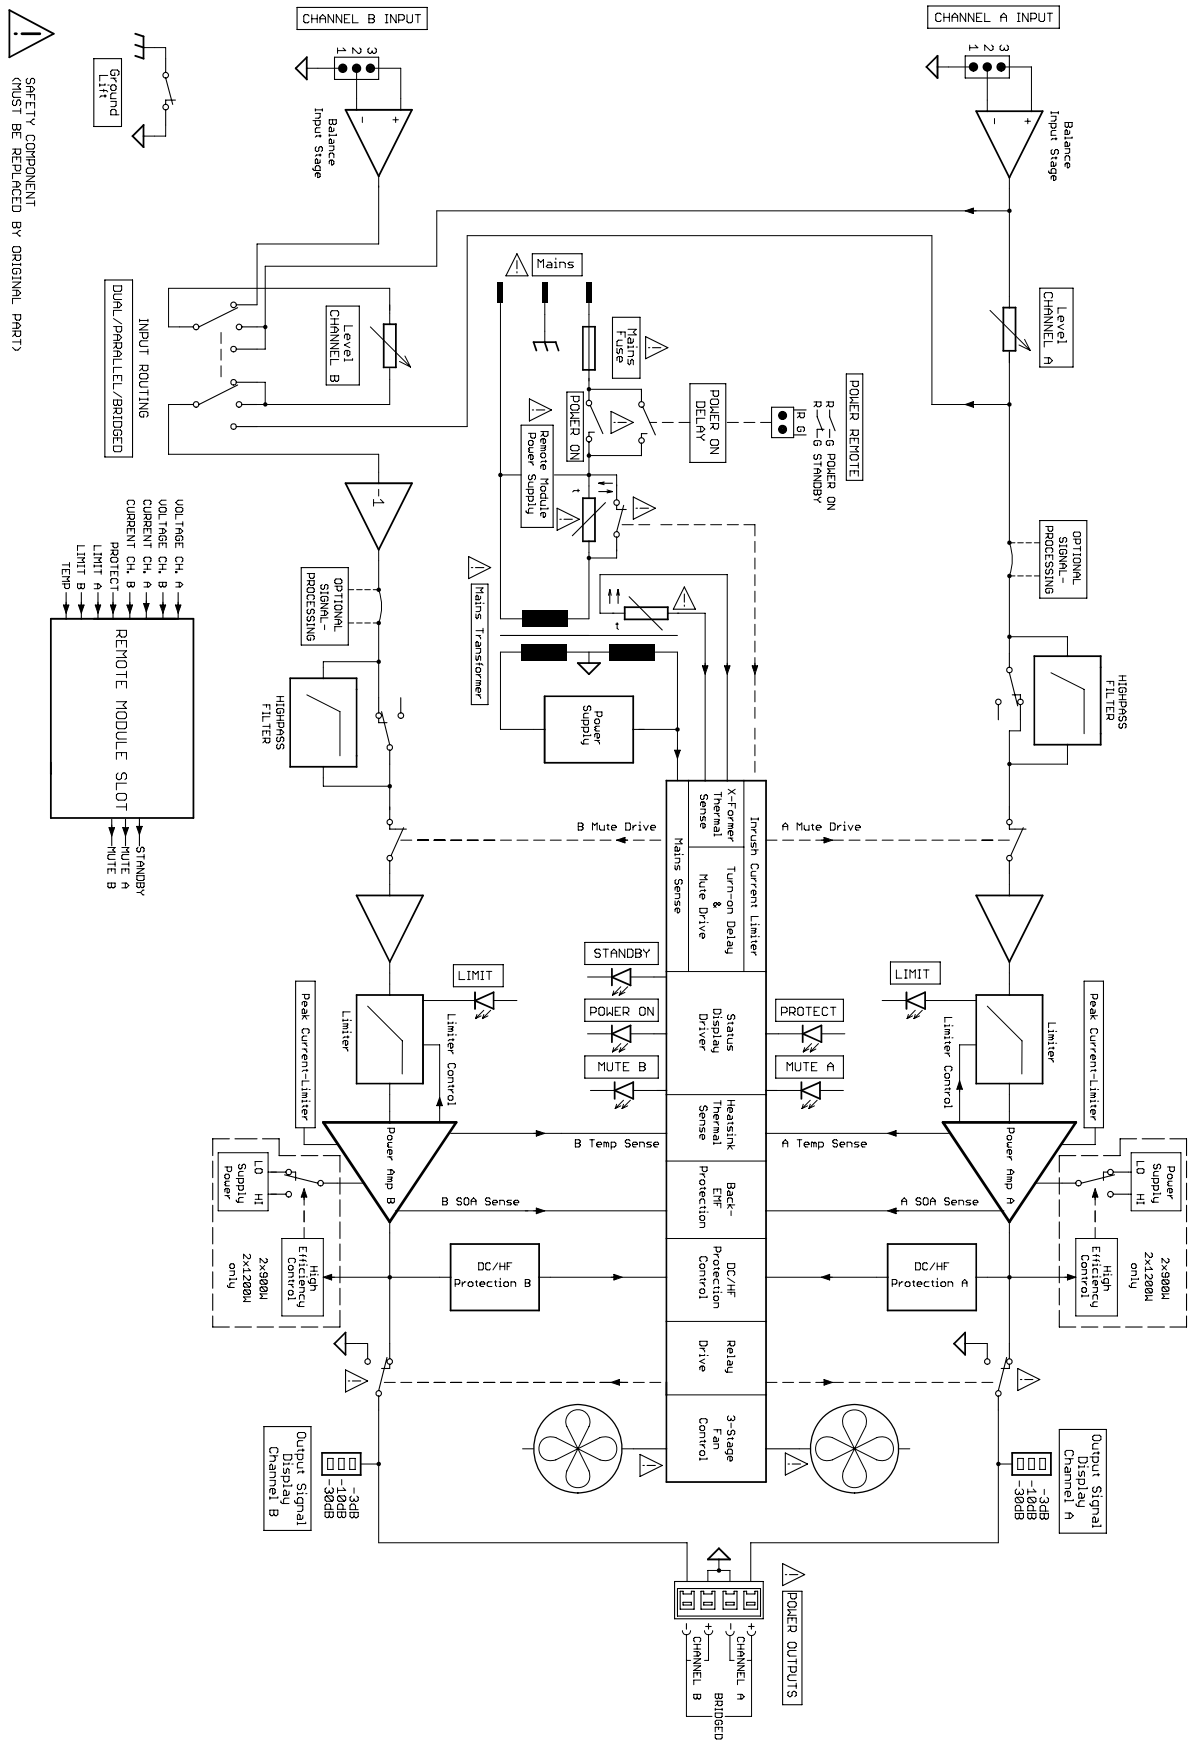 CHANNEL B INPUT
CHANNEL A INPUT
1 2 3
1 2 3
- +
- +
Balance
Input Stage
Balance
Input Stage
Ground
Lift
SAFETY COMPONENT
(MUST BE REPLACED BY ORIGINAL PART)
Mains
Mains
Fuse
Level
CHANNEL B
Level
CHANNEL A
INPUT ROUTING
DUAL/PARALLEL/BRIDGED
POWER ON
POWER ON
DELAY
POWER REMOTE
R G POWER ON
R G STANDBY
R G
Remote Module
Power Supply
t
-1
OPTIONAL
SIGNAL-
PROCESSING
OPTIONAL
SIGNAL-
PROCESSING
Mains Transformer
t
VOLTAGE CH. A
VOLTAGE CH. B
CURRENT CH. A
CURRENT CH. B
PROTECT
LIMIT A
LIMIT B
TEMP
REMOTE MODULE SLOT
STANDBY
MUTE A
MUTE B
HIGHPASS
FILTER
HIGHPASS
FILTER
Power
Supply
B Mute Drive
A Mute Drive
Inrush Current Limiter
X-Former
Thermal
Sense
Turn-on Delay
&
Mute Drive
Mains Sense
STANDBY
POWER ON
MUTE B
PROTECT
MUTE A
Status
Display
Driver
LIMIT
LIMIT
Limiter
Limiter
Limiter Control
Limiter Control
Peak Current-Limiter
Peak Current-Limiter
Power Amp B
Power Amp A
Heatsink
Thermal
Sense
B Temp Sense
A Temp Sense
Back-
EMF
Protection
B SOA Sense
A SOA Sense
LO HI
Power
Supply
Power
Supply
LO HI
High
Efficiency
Control
High
Efficiency
Control
2x900W
2x1200W
only
2x900W
2x1200W
only
DC/HF
Protection B
DC/HF
Protection
Control
DC/HF
Protection A
Relay
Drive
3-Stage
Fan
Control
Output Signal
Display
Channel B
-3dB
-10dB
-30dB
Output Signal
Display
Channel A
-3dB
-10dB
-30dB
POWER OUTPUTS
+
-
CHANNEL A
+
-
CHANNEL B
BRIDGED